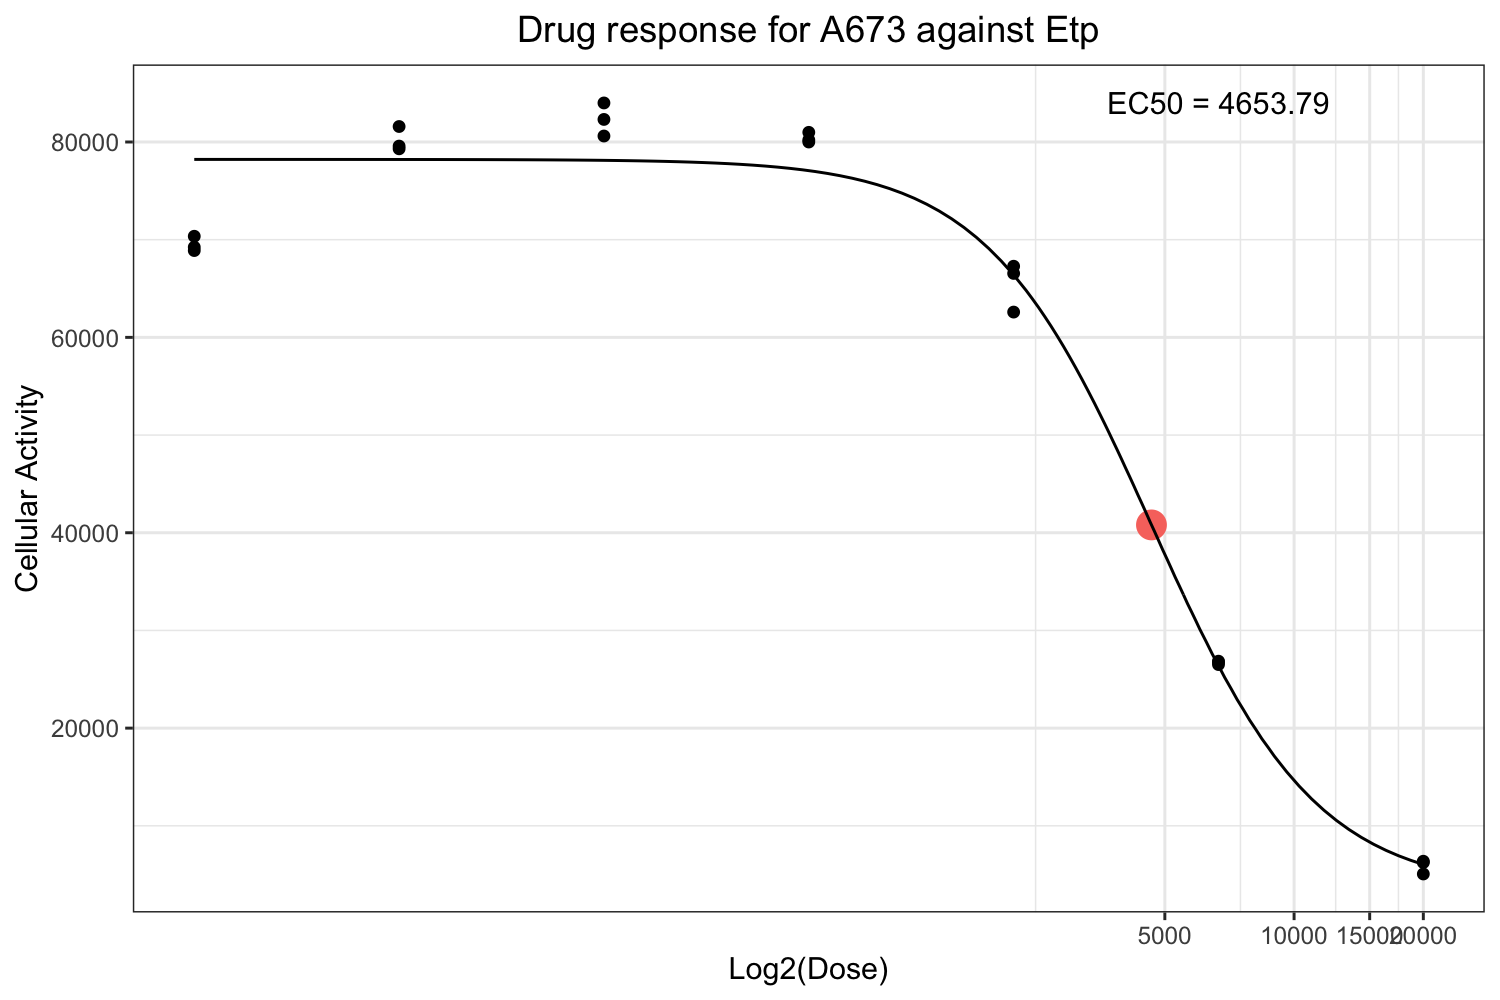 Drug response for A673 against Etp
EC50 = 4653.79
80000
60000
40000
20000
Cellular Activity
5000 10000 15000 20000
Log2(Dose)